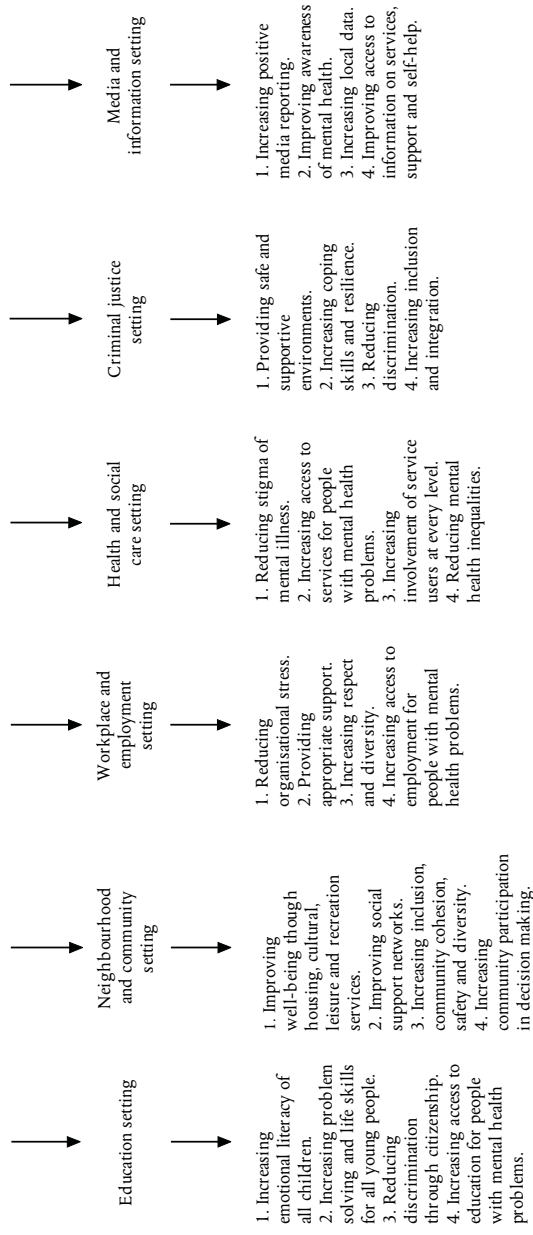 Education setting
1. Increasing
emotional literacy of
all children.
2. Increasing problem
solving and life skills
for all young people.
3. Reducing
discrimination
through citizenship.
4. Increasing access to
education for people
with mental health
problems.
Neighbourhood
and community
setting
1. Improving
well-being though
housing, cultural,
leisure and recreation
services.
2. Improving social
support networks.
3. Increasing inclusion,
community cohesion,
safety and diversity.
4. Increasing
community participation
in decision making.
Workplace and
employment
setting
1. Reducing
organisational stress.
2. Providing
appropriate support.
3. Increasing respect
and diversity.
4. Increasing access to
employment for
people with mental
health problems.
Health and social
care setting
1. Reducing stigma of
mental illness.
2. Increasing access to
services for people
with mental health
problems.
3. Increasing
involvement of service
users at every level.
4. Reducing mental
health inequalities.
Criminal justice
setting
1. Providing safe and
supportive
environments.
2. Increasing coping
skills and resilience.
3. Reducing
discrimination.
4. Increasing inclusion
and integration.
Media and
information setting
1. Increasing positive
media reporting.
2. Improving awareness
of mental health.
3. Increasing local data.
4. Improving access to
information on services,
support and self-help.